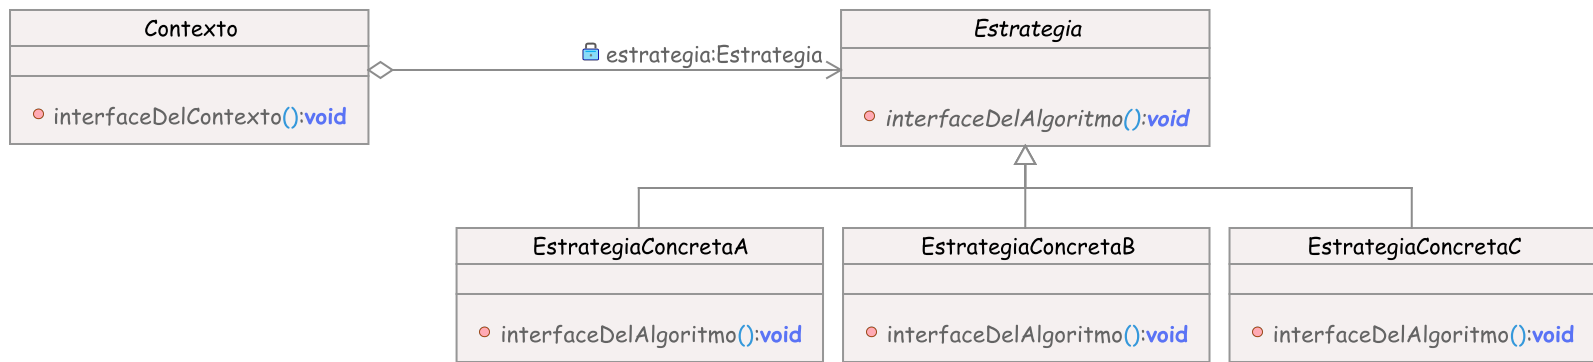 Contexto
interfaceDelContexto():void
estrategia:Estrategia
Estrategia
interfaceDelAlgoritmo():void
EstrategiaConcretaA
interfaceDelAlgoritmo():void
EstrategiaConcretaB
interfaceDelAlgoritmo():void
EstrategiaConcretaC
interfaceDelAlgoritmo():void